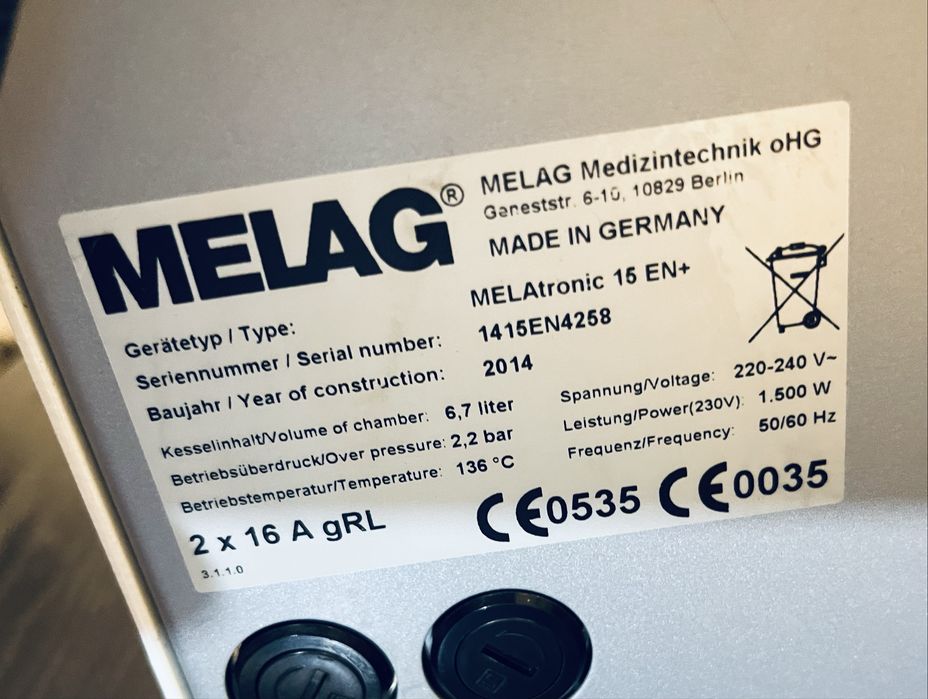 MELAG®
MELAG Medizintechnik oHG
Geneststr. 6-10, 10829 Berlin
MADE IN GERMANY
Gerätetyp / Type: MELAtronic 15 EN+
Seriennummer / Serial number: 1415EN4258
Baujahr / Year of construction: 2014
Kesselinhalt/Volume of chamber: 6,7 liter
Betriebsüberdruck/Over pressure: 2,2 bar
Betriebstemperatur/Temperature: 136 °C
Spannung/Voltage: 220-240 V~
Leistung/Power(230V): 1.500 W
Frequenz/Frequency: 50/60 Hz
2 x 16 A gRL
CE0535 CE0035
3.1.1.0